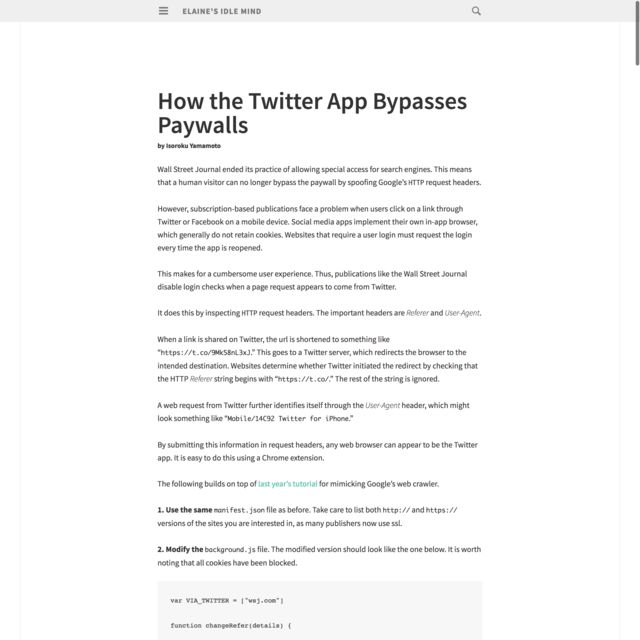 ELAINE'S IDLE MIND
How the Twitter App Bypasses
Paywalls
by Isoroku Yamamoto
Wall Street Journal ended its practice of allowing special access for search engines. This means
that a human visitor can no longer bypass the paywall by spoofing Google's HTTP request headers.
However, subscription-based publications face a problem when users click on a link through
Twitter or Facebook on a mobile device. Social media apps implement their own in-app browser,
which generally do not retain cookies. Websites that require a user login must request the login
every time the app is reopened.
This makes for a cumbersome user experience. Thus, publications like the Wall Street Journal
disable login checks when a page request appears to come from Twitter.
It does this by inspecting HTTP request headers. The important headers are Referer and User-Agent.
When a link is shared on Twitter, the url is shortened to something like
"https://t.co/9MkS8nL3xJ." This goes to a Twitter server, which redirects the browser to the
intended destination. Websites determine whether Twitter initiated the redirect by checking that
the HTTP Referer string begins with "https://t.co/." The rest of the string is ignored.
A web request from Twitter further identifies itself through the User-Agent header, which might
look something like "Mobile/14C92 Twitter for iPhone."
By submitting this information in request headers, any web browser can appear to be the Twitter
app. It is easy to do this using a Chrome extension.
The following builds on top of last year's tutorial for mimicking Google's web crawler.
1. Use the same manifest.json file as before. Take care to list both http:// and https://
versions of the sites you are interested in, as many publishers now use ssl.
2. Modify the background.js file. The modified version should look like the one below. It is worth
noting that all cookies have been blocked.
var VIA_TWITTER = ["wsj.com"]
function changeRefer(details) {